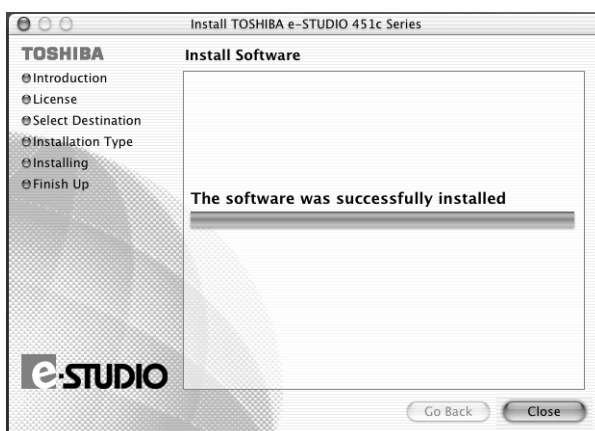 Install TOSHIBA e-STUDIO 451c Series
TOSHIBA
Install Software
Introduction
License
Select Destination
Installation Type
Installing
Finish Up
The software was successfully installed
e-STUDIO
Go Back
Close